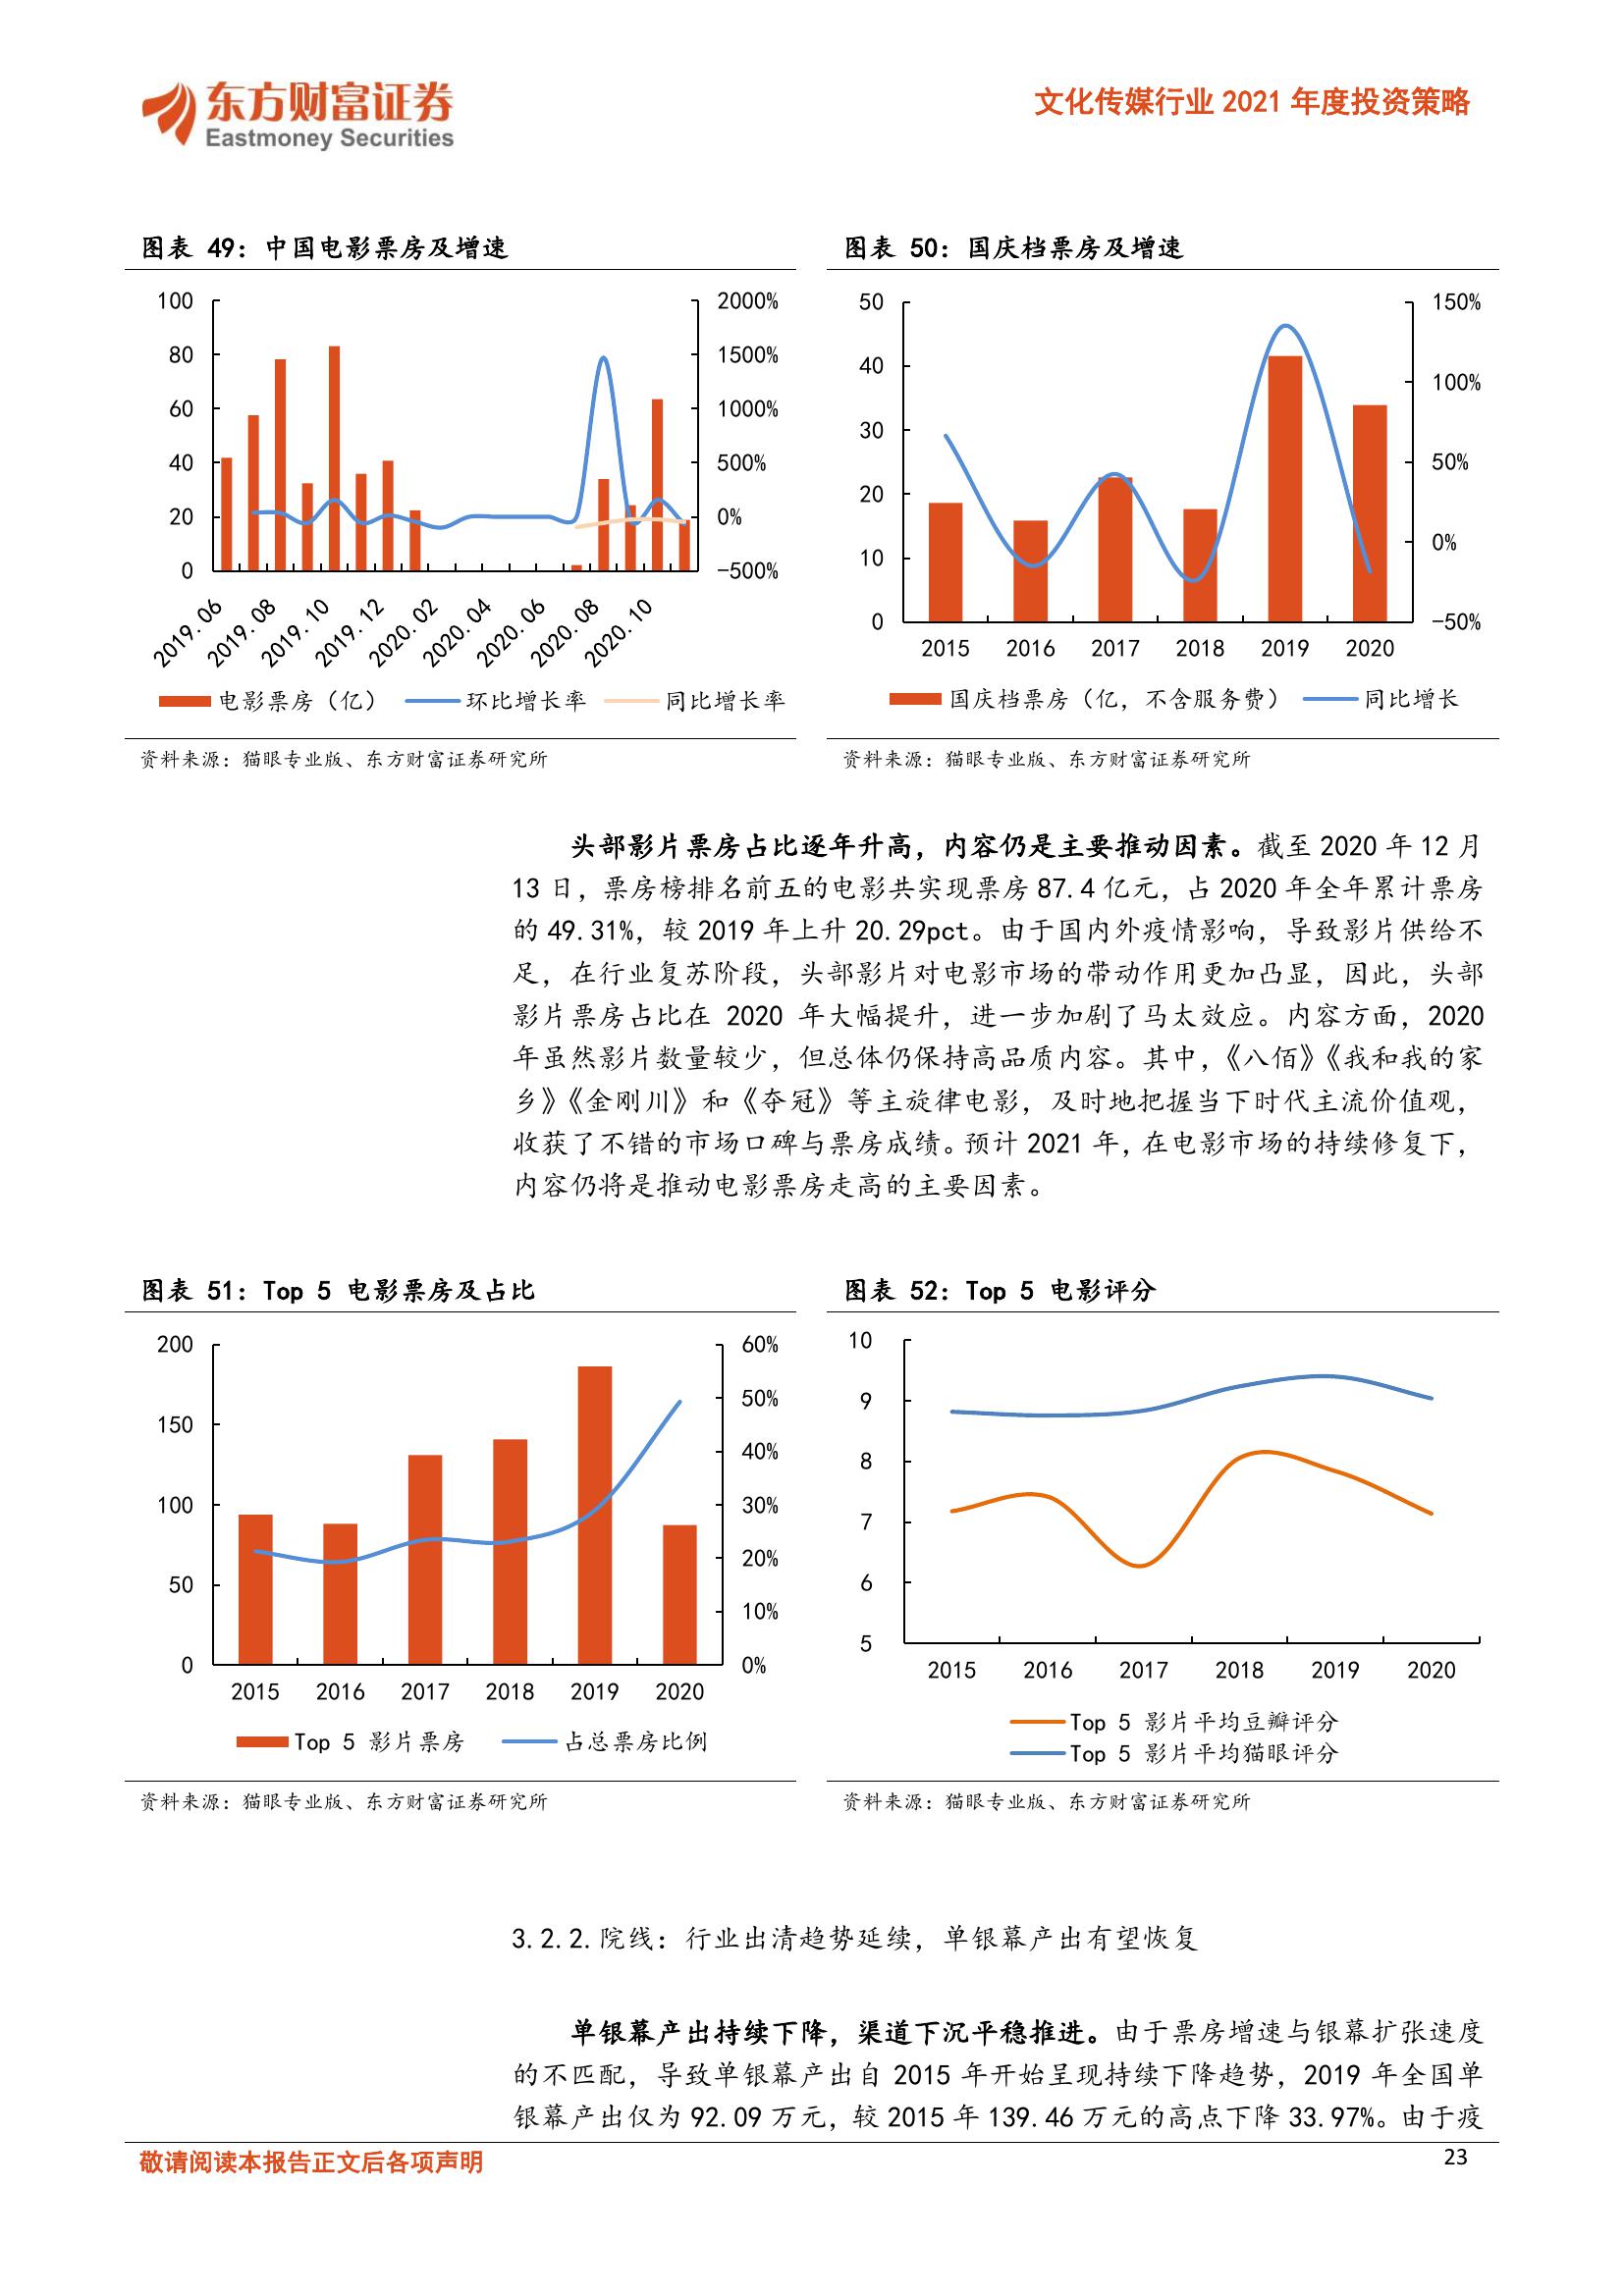 东方财富证券
Eastmoney Securities
文化传媒行业 2021 年度投资策略
图表 49：中国电影票房及增速
100
80
60
40
20
0
2000%
1500%
1000%
500%
0%
-500%
2019.06
2019.08
2019.10
2019.12
2020.02
2020.04
2020.06
2020.08
2020.10
电影票房（亿） 环比增长率 同比增长率
资料来源：猫眼专业版、东方财富证券研究所
图表 50：国庆档票房及增速
50
40
30
20
10
0
150%
100%
50%
0%
-50%
2015 2016 2017 2018 2019 2020
国庆档票房（亿，不含服务费） 同比增长
资料来源：猫眼专业版、东方财富证券研究所
头部影片票房占比逐年升高，内容仍是主要推动因素。截至 2020 年 12 月
13 日，票房榜排名前五的电影共实现票房 87.4 亿元，占 2020 年全年累计票房
的 49.31%，较 2019 年上升 20.29pct。由于国内外疫情影响，导致影片供给不
足，在行业复苏阶段，头部影片对电影市场的带动作用更加凸显，因此，头部
影片票房占比在 2020 年大幅提升，进一步加剧了马太效应。内容方面，2020
年虽然影片数量较少，但总体仍保持高品质内容。其中，《八佰》《我和我的家
乡》《金刚川》和《夺冠》等主旋律电影，及时地把握当下时代主流价值观，
收获了不错的市场口碑与票房成绩。预计 2021 年，在电影市场的持续修复下，
内容仍将是推动电影票房走高的主要因素。
图表 51：Top 5 电影票房及占比
200
150
100
50
0
60%
50%
40%
30%
20%
10%
0%
2015 2016 2017 2018 2019 2020
Top 5 影片票房 占总票房比例
资料来源：猫眼专业版、东方财富证券研究所
图表 52：Top 5 电影评分
10
9
8
7
6
5
2015 2016 2017 2018 2019 2020
Top 5 影片平均豆瓣评分
Top 5 影片平均猫眼评分
资料来源：猫眼专业版、东方财富证券研究所
3.2.2.院线：行业出清趋势延续，单银幕产出有望恢复
单银幕产出持续下降，渠道下沉平稳推进。由于票房增速与银幕扩张速度
的不匹配，导致单银幕产出自 2015 年开始呈现持续下降趋势，2019 年全国单
银幕产出仅为 92.09 万元，较 2015 年 139.46 万元的高点下降 33.97%。由于疫
敬请阅读本报告正文后各项声明
23